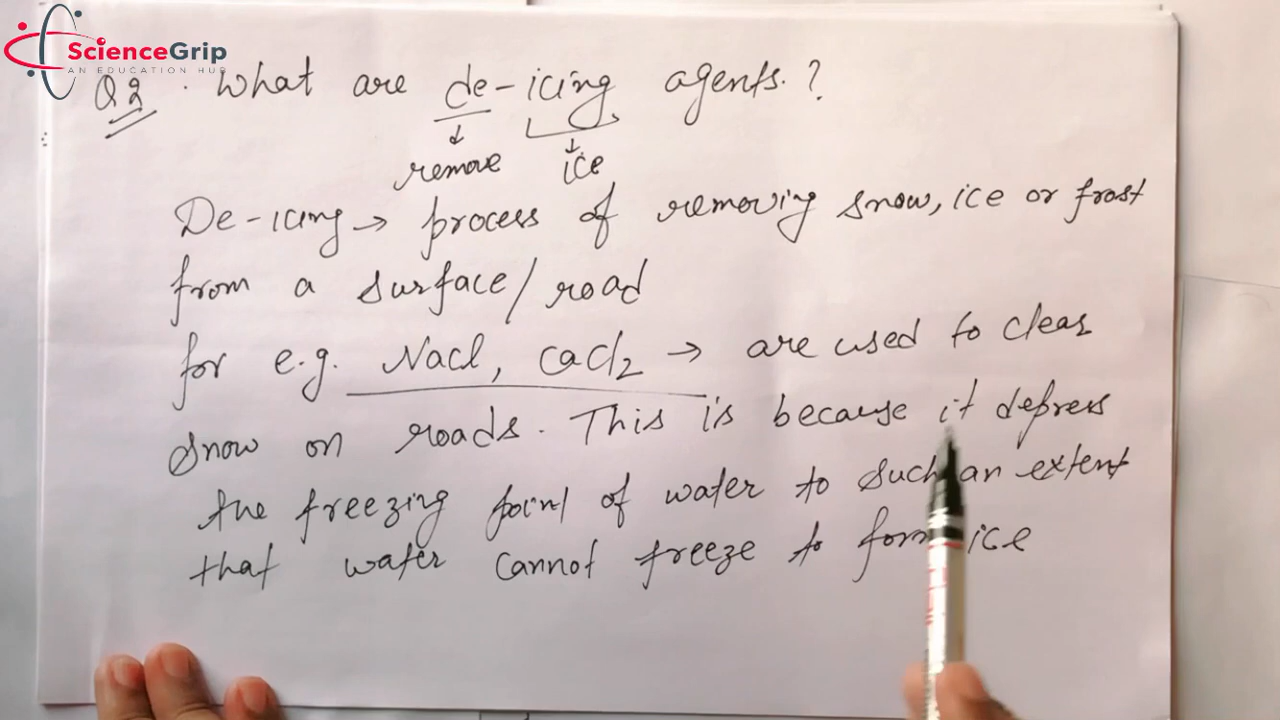 ScienceGrip
AN EDUCATION HUB
Q2. What are de-icing agents.?
remove ice
De-icing → process of removing snow, ice or frost
from a surface/road
for e.g. NaCl, CaCl2 → are used to clear
snow on roads. This is because it depress
the freezing point of water to such an extent
that water cannot freeze to form ice